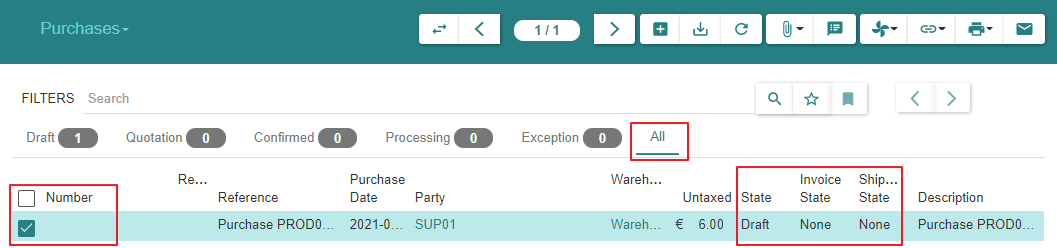 Purchases
1 / 1
FILTERS Search
Draft 1 Quotation 0 Confirmed 0 Processing 0 Exception 0 All
Re... Purchase Wareh... Invoice Ship...
Number Reference Date Party Untaxed State State State Description
Purchase PROD0... 2021-0... SUP01 Wareh... € 6.00 Draft None None Purchase PROD0...